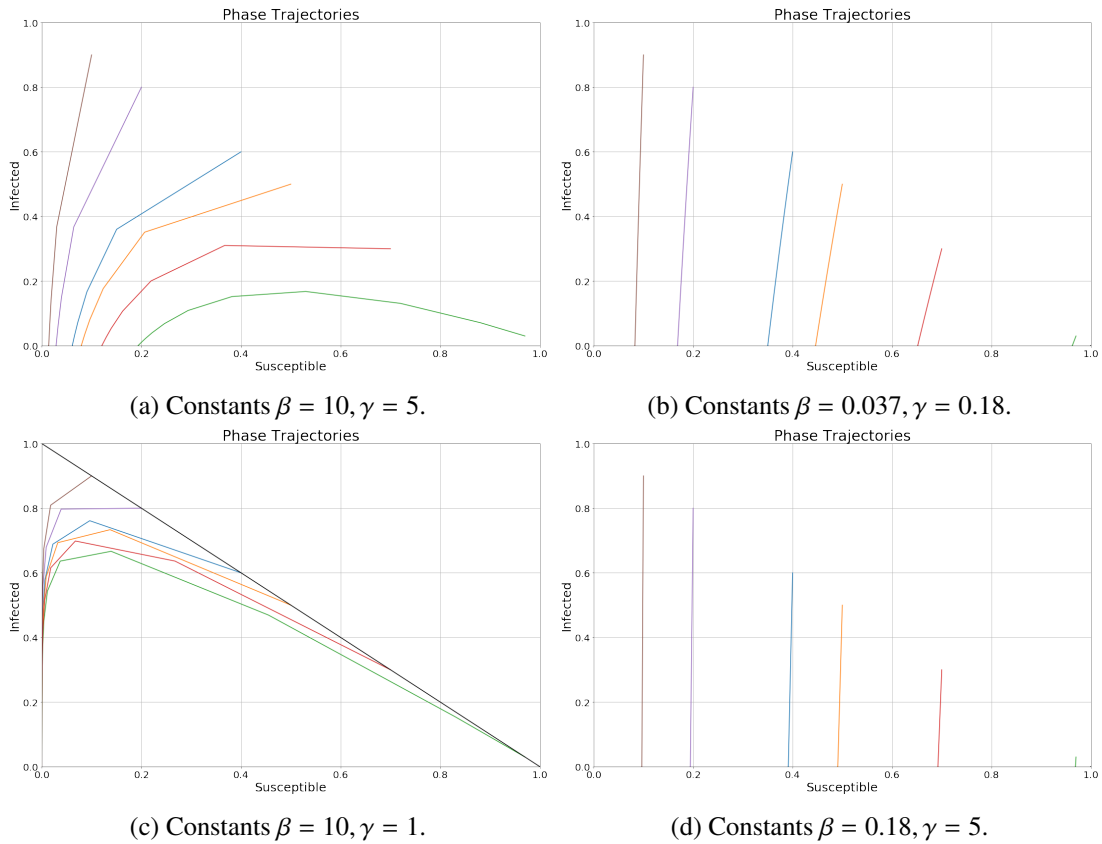 Phase Trajectories
1.0
0.8
0.6
0.4
0.2
0.0
Infected
0.0 0.2 0.4 0.6 0.8 1.0
Susceptible
(a) Constants β = 10, γ = 5.
Phase Trajectories
1.0
0.8
0.6
0.4
0.2
0.0
Infected
0.0 0.2 0.4 0.6 0.8 1.0
Susceptible
(b) Constants β = 0.037, γ = 0.18.
Phase Trajectories
1.0
0.8
0.6
0.4
0.2
0.0
Infected
0.0 0.2 0.4 0.6 0.8 1.0
Susceptible
(c) Constants β = 10, γ = 1.
Phase Trajectories
1.0
0.8
0.6
0.4
0.2
0.0
Infected
0.0 0.2 0.4 0.6 0.8 1.0
Susceptible
(d) Constants β = 0.18, γ = 5.